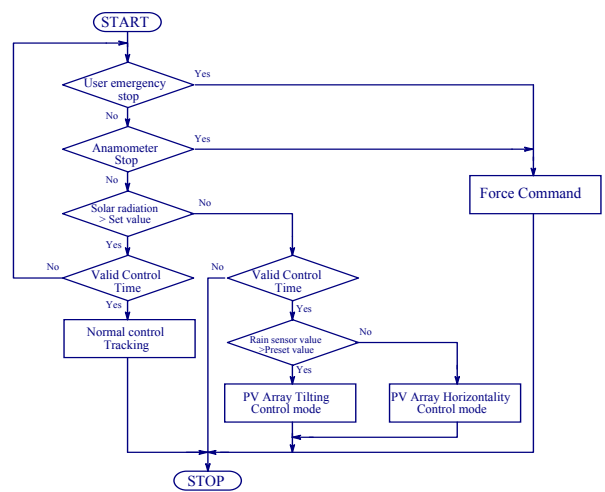 START
User emergency
stop
Yes
No
Anamometer
Stop
Yes
No
Force Command
Solar radiation
> Set value
No
Yes
No
Valid Control
Time
Yes
No
Valid Control
Time
Yes
Normal control
Tracking
Rain sensor value
>Preset value
No
Yes
PV Array Tilting
Control mode
PV Array Horizontality
Control mode
STOP